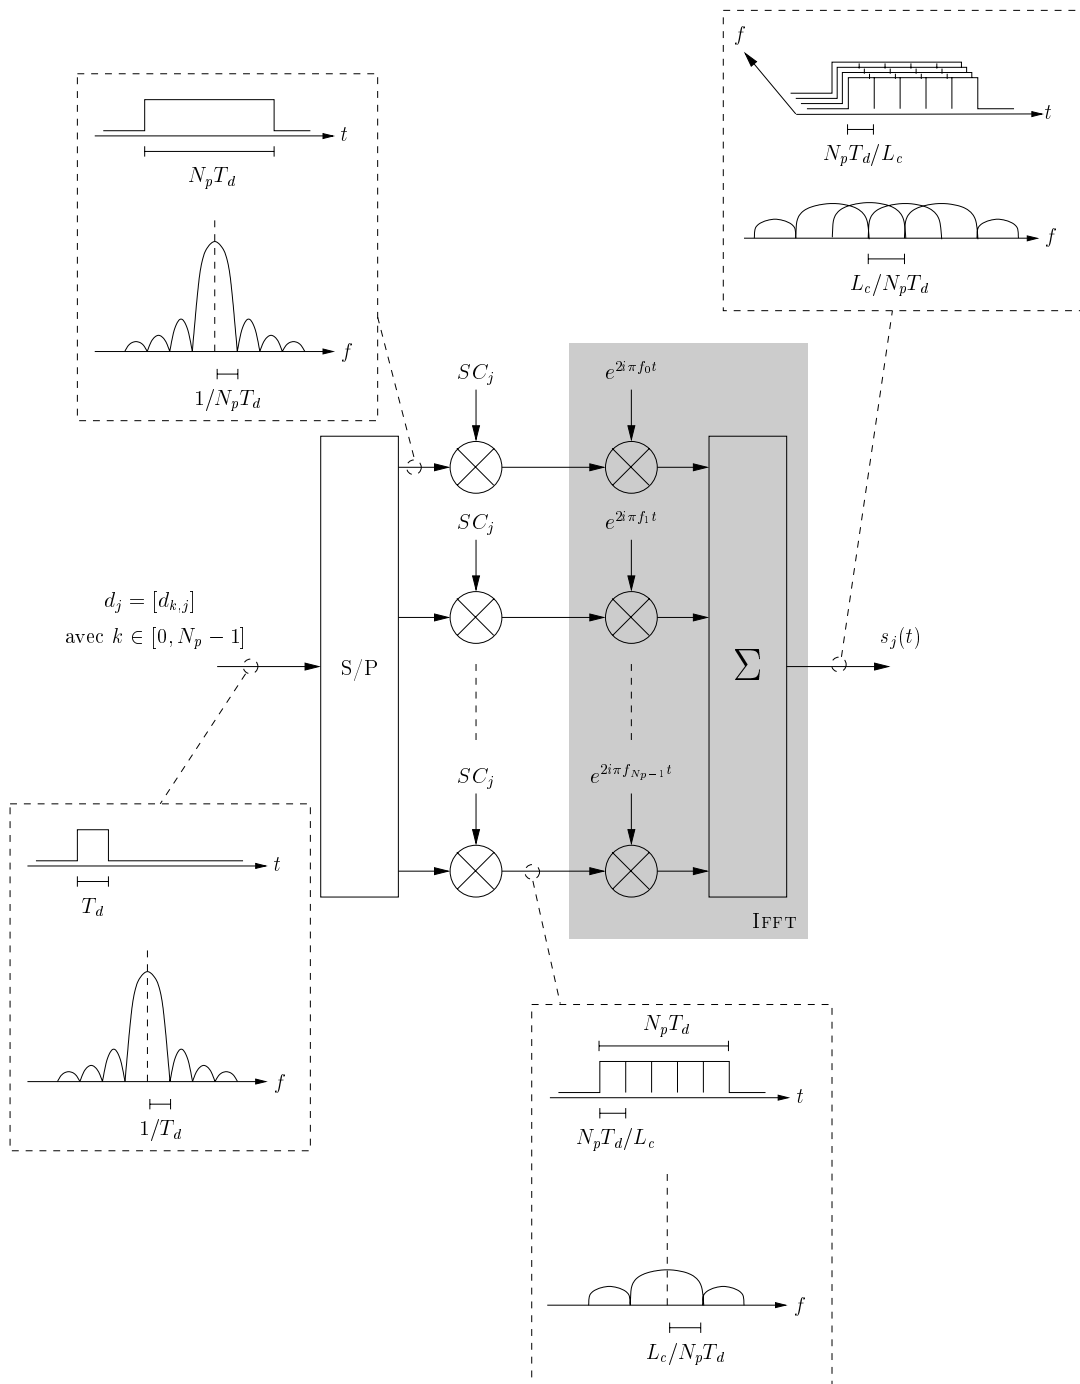 f
t
N_pT_d/L_c
f
L_c/N_pT_d
t
N_pT_d
f
1/N_pT_d
SC_j
e^{2iπf_0t}
SC_j
e^{2iπf_1t}
d_j = [d_{k,j}]
avec k ∈ [0, N_p − 1]
S/P
Σ
s_j(t)
SC_j
e^{2iπf_{Np−1}t}
IFFT
t
T_d
f
1/T_d
N_pT_d
t
N_pT_d/L_c
f
L_c/N_pT_d